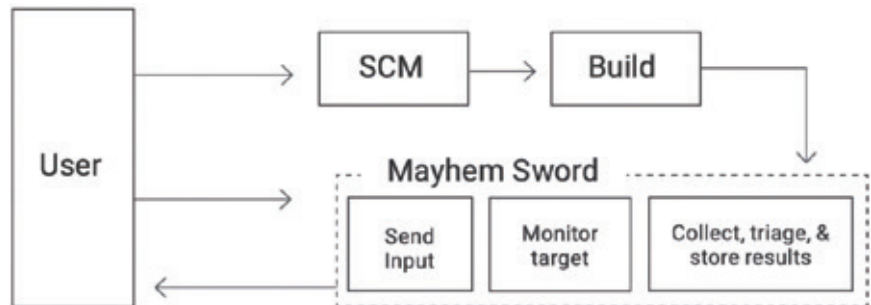 SCM
Build
User
Mayhem Sword
Send
Input
Monitor
target
Collect, triage, &
store results